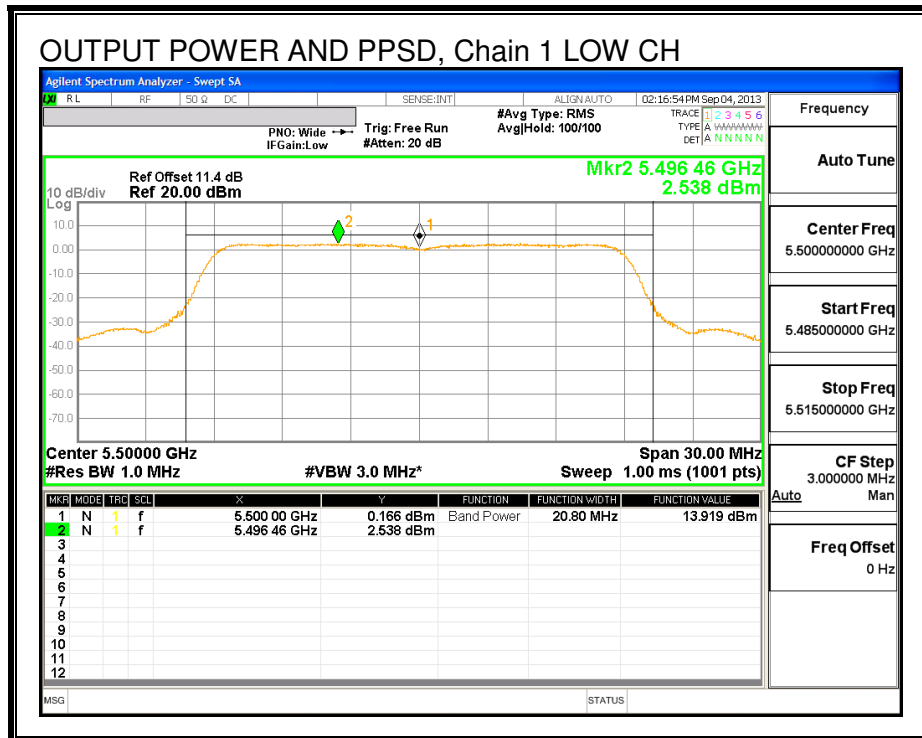 OUTPUT POWER AND PPSD, Chain 1 LOW CH
Agilent Spectrum Analyzer - Swept SA
LXI RL RF 50 Ω DC SENSE:INT ALIGN AUTO 02:16:54 PM Sep 04, 2013
PNO: Wide
IFGain:Low
Trig: Free Run
#Atten: 20 dB
#Avg Type: RMS
Avg|Hold: 100/100
TRACE 1 2 3 4 5 6
TYPE A WWWWW
DET A N N N N N
Mkr2 5.496 46 GHz
2.538 dBm
Ref Offset 11.4 dB
10 dB/div Ref 20.00 dBm
Log
10.0
0.00
-10.0
-20.0
-30.0
-40.0
-50.0
-60.0
-70.0
2
1
Center 5.50000 GHz Span 30.00 MHz
#Res BW 1.0 MHz #VBW 3.0 MHz* Sweep 1.00 ms (1001 pts)
MKR MODE TRC SCL X Y FUNCTION FUNCTION WIDTH FUNCTION VALUE
1 N 1 f 5.500 00 GHz 0.166 dBm Band Power 20.80 MHz 13.919 dBm
2 N 1 f 5.496 46 GHz 2.538 dBm
3
4
5
6
7
8
9
10
11
12
MSG STATUS
Frequency
Auto Tune
Center Freq
5.500000000 GHz
Start Freq
5.485000000 GHz
Stop Freq
5.515000000 GHz
CF Step
3.000000 MHz
Auto Man
Freq Offset
0 Hz